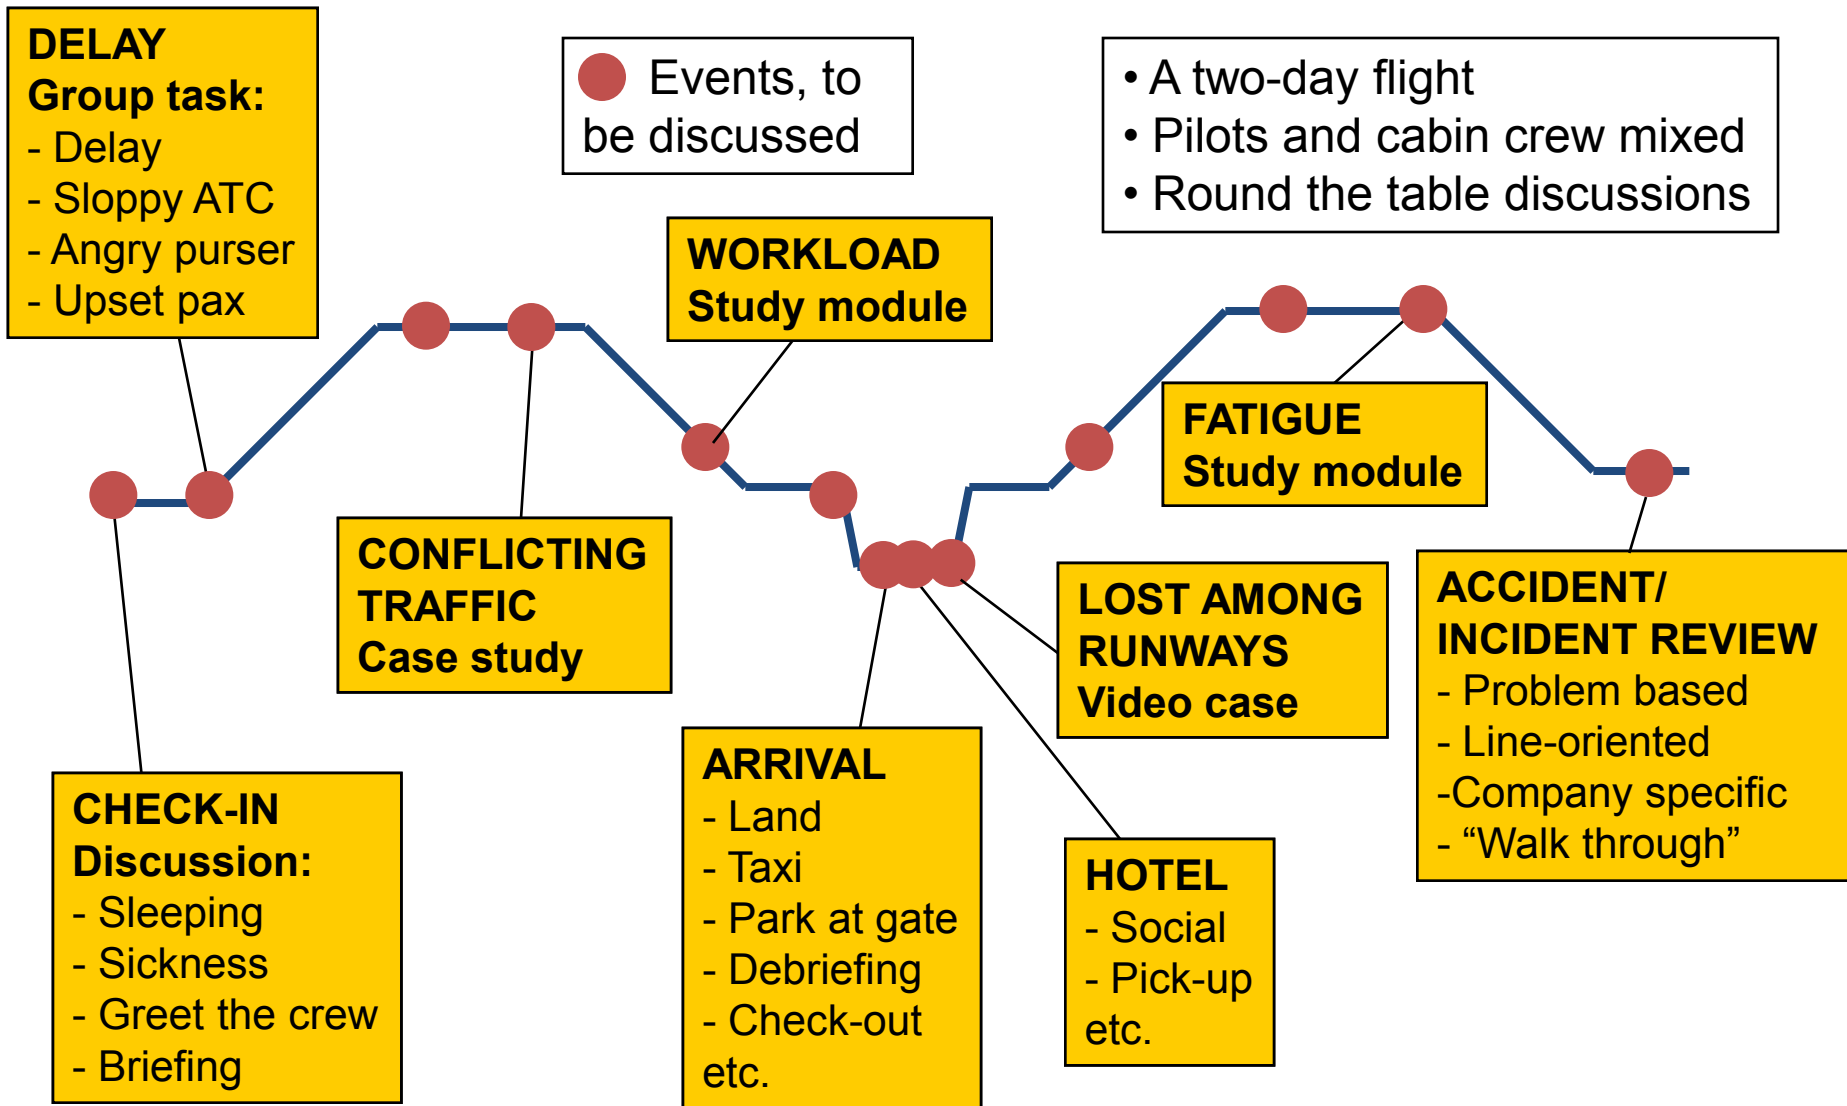 DELAY
Group task:
- Delay
- Sloppy ATC
- Angry purser
- Upset pax
Events, to
be discussed
• A two-day flight
• Pilots and cabin crew mixed
• Round the table discussions
WORKLOAD
Study module
FATIGUE
Study module
CONFLICTING
TRAFFIC
Case study
LOST AMONG
RUNWAYS
Video case
ACCIDENT/
INCIDENT REVIEW
- Problem based
- Line-oriented
-Company specific
- “Walk through”
CHECK-IN
Discussion:
- Sleeping
- Sickness
- Greet the crew
- Briefing
ARRIVAL
- Land
- Taxi
- Park at gate
- Debriefing
- Check-out
etc.
HOTEL
- Social
- Pick-up
etc.